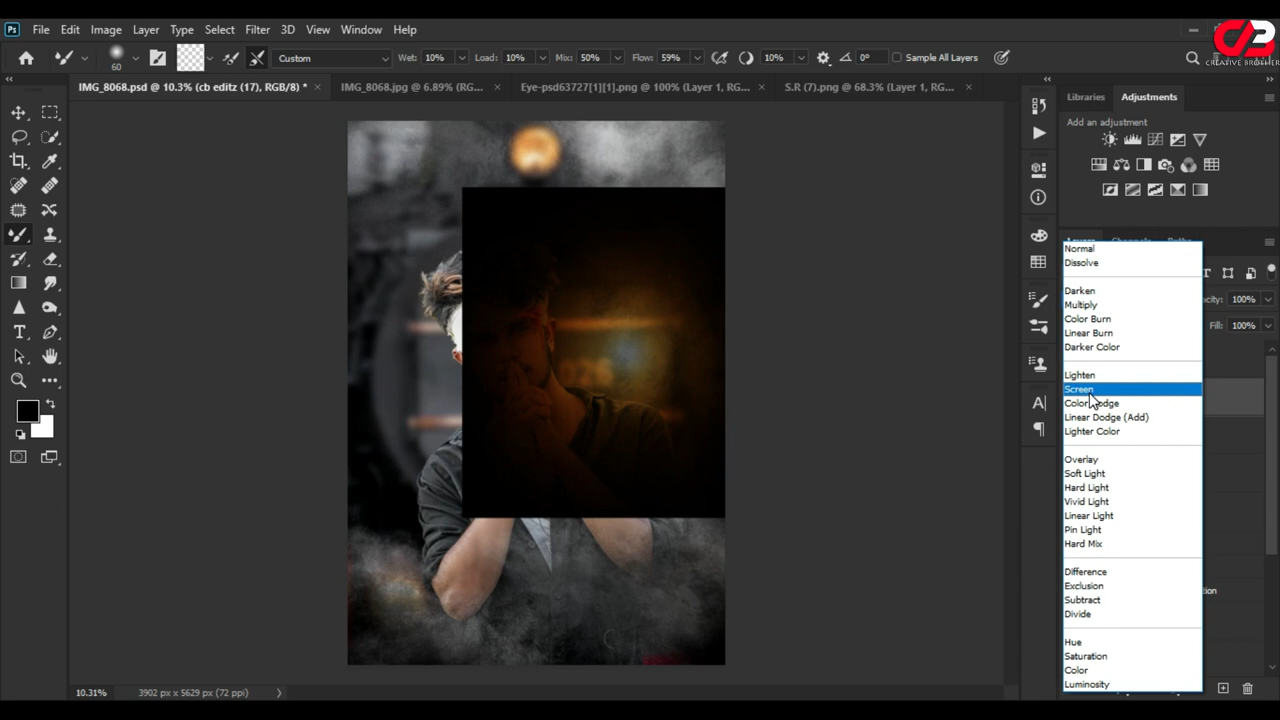 Ps File Edit Image Layer Type Select Filter 3D View Window Help
CREATIVE BROTHER
60 Custom Wet: 10% Load: 10% Mix: 50% Flow: 59% 10% 0° Sample All Layers
IMG_8068.psd @ 10.3% (cb editz (17), RGB/8) * × IMG_8068.jpg @ 6.89% (RG... × Eye-psd63727[1][1].png @ 100% (Layer 1, RG... × S.R (7).png @ 68.3% (Layer 1, RGB... ×
Libraries Adjustments
Add an adjustment
Normal
Dissolve
Darken
Multiply
Color Burn
Linear Burn
Darker Color
Lighten
Screen
Color Dodge
Linear Dodge (Add)
Lighter Color
Overlay
Soft Light
Hard Light
Vivid Light
Linear Light
Pin Light
Hard Mix
Difference
Exclusion
Subtract
Divide
Hue
Saturation
Color
Luminosity
100%
Fill: 100%
10.31% 3902 px x 5629 px (72 ppi)